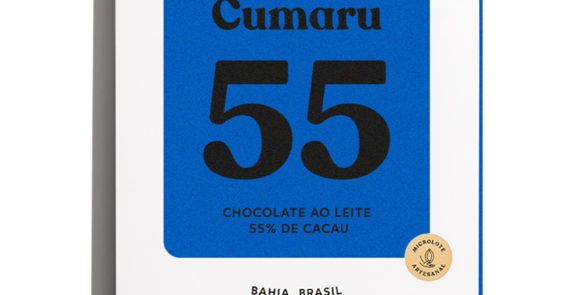 Cumaru
55
CHOCOLATE AO LEITE
55% DE CACAU
MICROLOTE
ARTESANAL
BAHIA, BRASIL